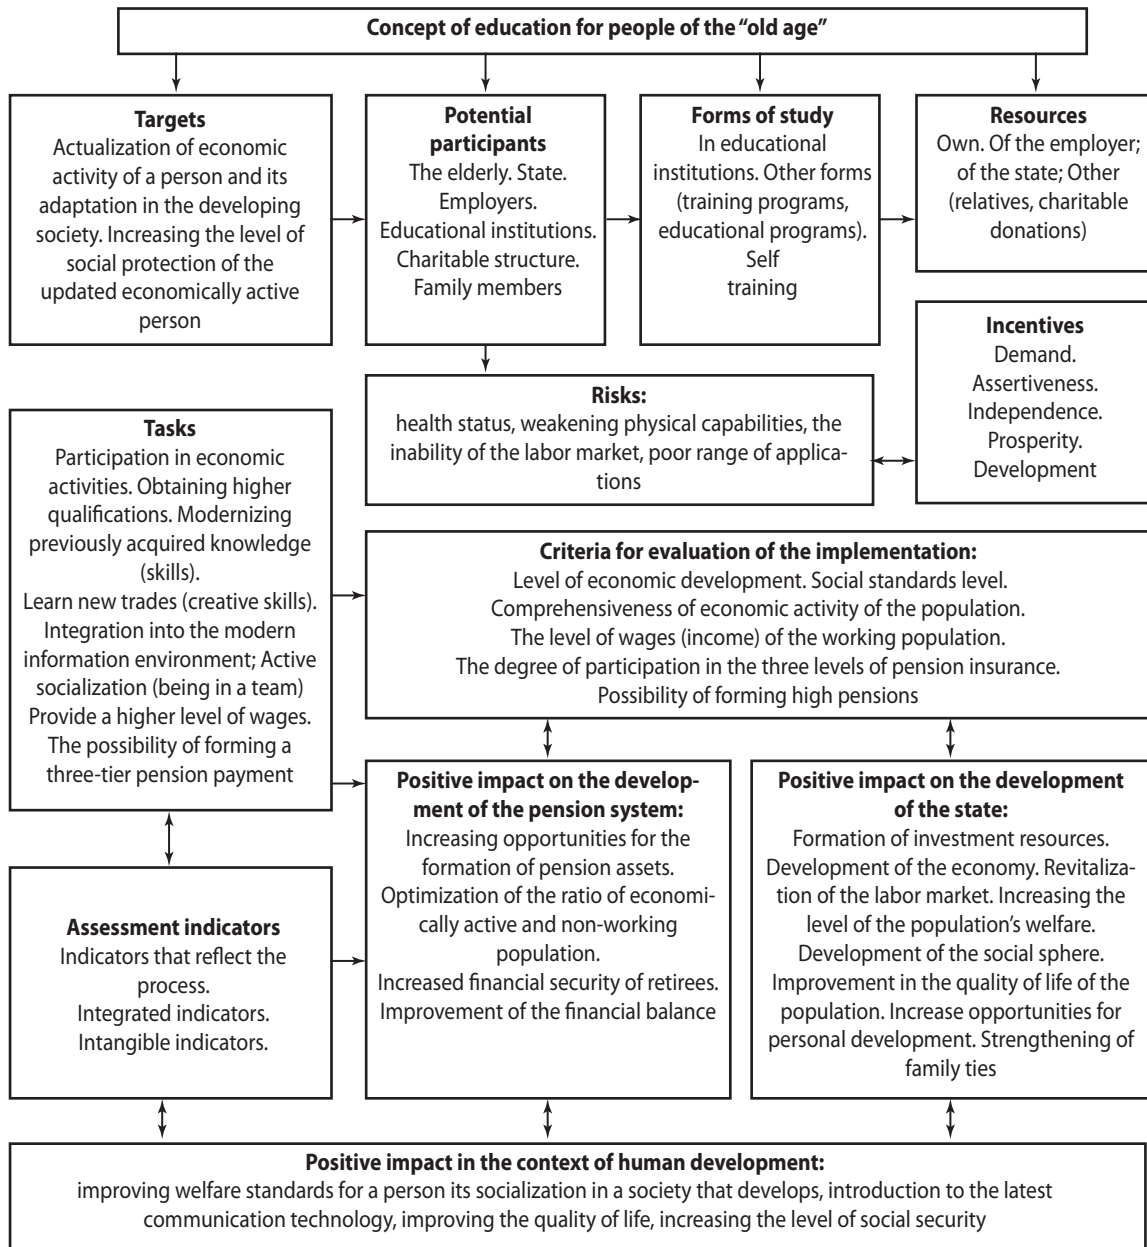 Concept of education for people of the “old age”
Targets
Actualization of economic
activity of a person and its
adaptation in the developing
society. Increasing the level of
social protection of the
updated economically active
person
Potential
participants
The elderly. State.
Employers.
Educational institutions.
Charitable structure.
Family members
Forms of study
In educational
institutions. Other forms
(training programs,
educational programs).
Self
training
Resources
Own. Of the employer;
of the state; Other
(relatives, charitable
donations)
Incentives
Demand.
Assertiveness.
Independence.
Prosperity.
Development
Risks:
health status, weakening physical capabilities, the
inability of the labor market, poor range of applica-
tions
Tasks
Participation in economic
activities. Obtaining higher
qualifications. Modernizing
previously acquired knowledge
(skills).
Learn new trades (creative skills).
Integration into the modern
information environment; Active
socialization (being in a team)
Provide a higher level of wages.
The possibility of forming a
three-tier pension payment
Criteria for evaluation of the implementation:
Level of economic development. Social standards level.
Comprehensiveness of economic activity of the population.
The level of wages (income) of the working population.
The degree of participation in the three levels of pension insurance.
Possibility of forming high pensions
Positive impact on the develop-
ment of the pension system:
Increasing opportunities for the
formation of pension assets.
Optimization of the ratio of economi-
cally active and non-working
population.
Increased financial security of retirees.
Improvement of the financial balance
Positive impact on the development
of the state:
Formation of investment resources.
Development of the economy. Revitaliza-
tion of the labor market. Increasing the
level of the population’s welfare.
Development of the social sphere.
Improvement in the quality of life of the
population. Increase opportunities for
personal development. Strengthening of
family ties
Assessment indicators
Indicators that reflect the
process.
Integrated indicators.
Intangible indicators.
Positive impact in the context of human development:
improving welfare standards for a person its socialization in a society that develops, introduction to the latest
communication technology, improving the quality of life, increasing the level of social security